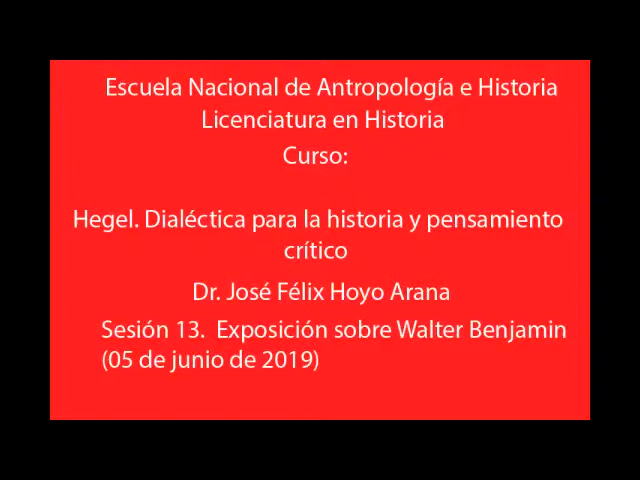 Escuela Nacional de Antropología e Historia
Licenciatura en Historia
Curso:
Hegel. Dialéctica para la historia y pensamiento
crítico
Dr. José Félix Hoyo Arana
Sesión 13.  Exposición sobre Walter Benjamin
(05 de junio de 2019)